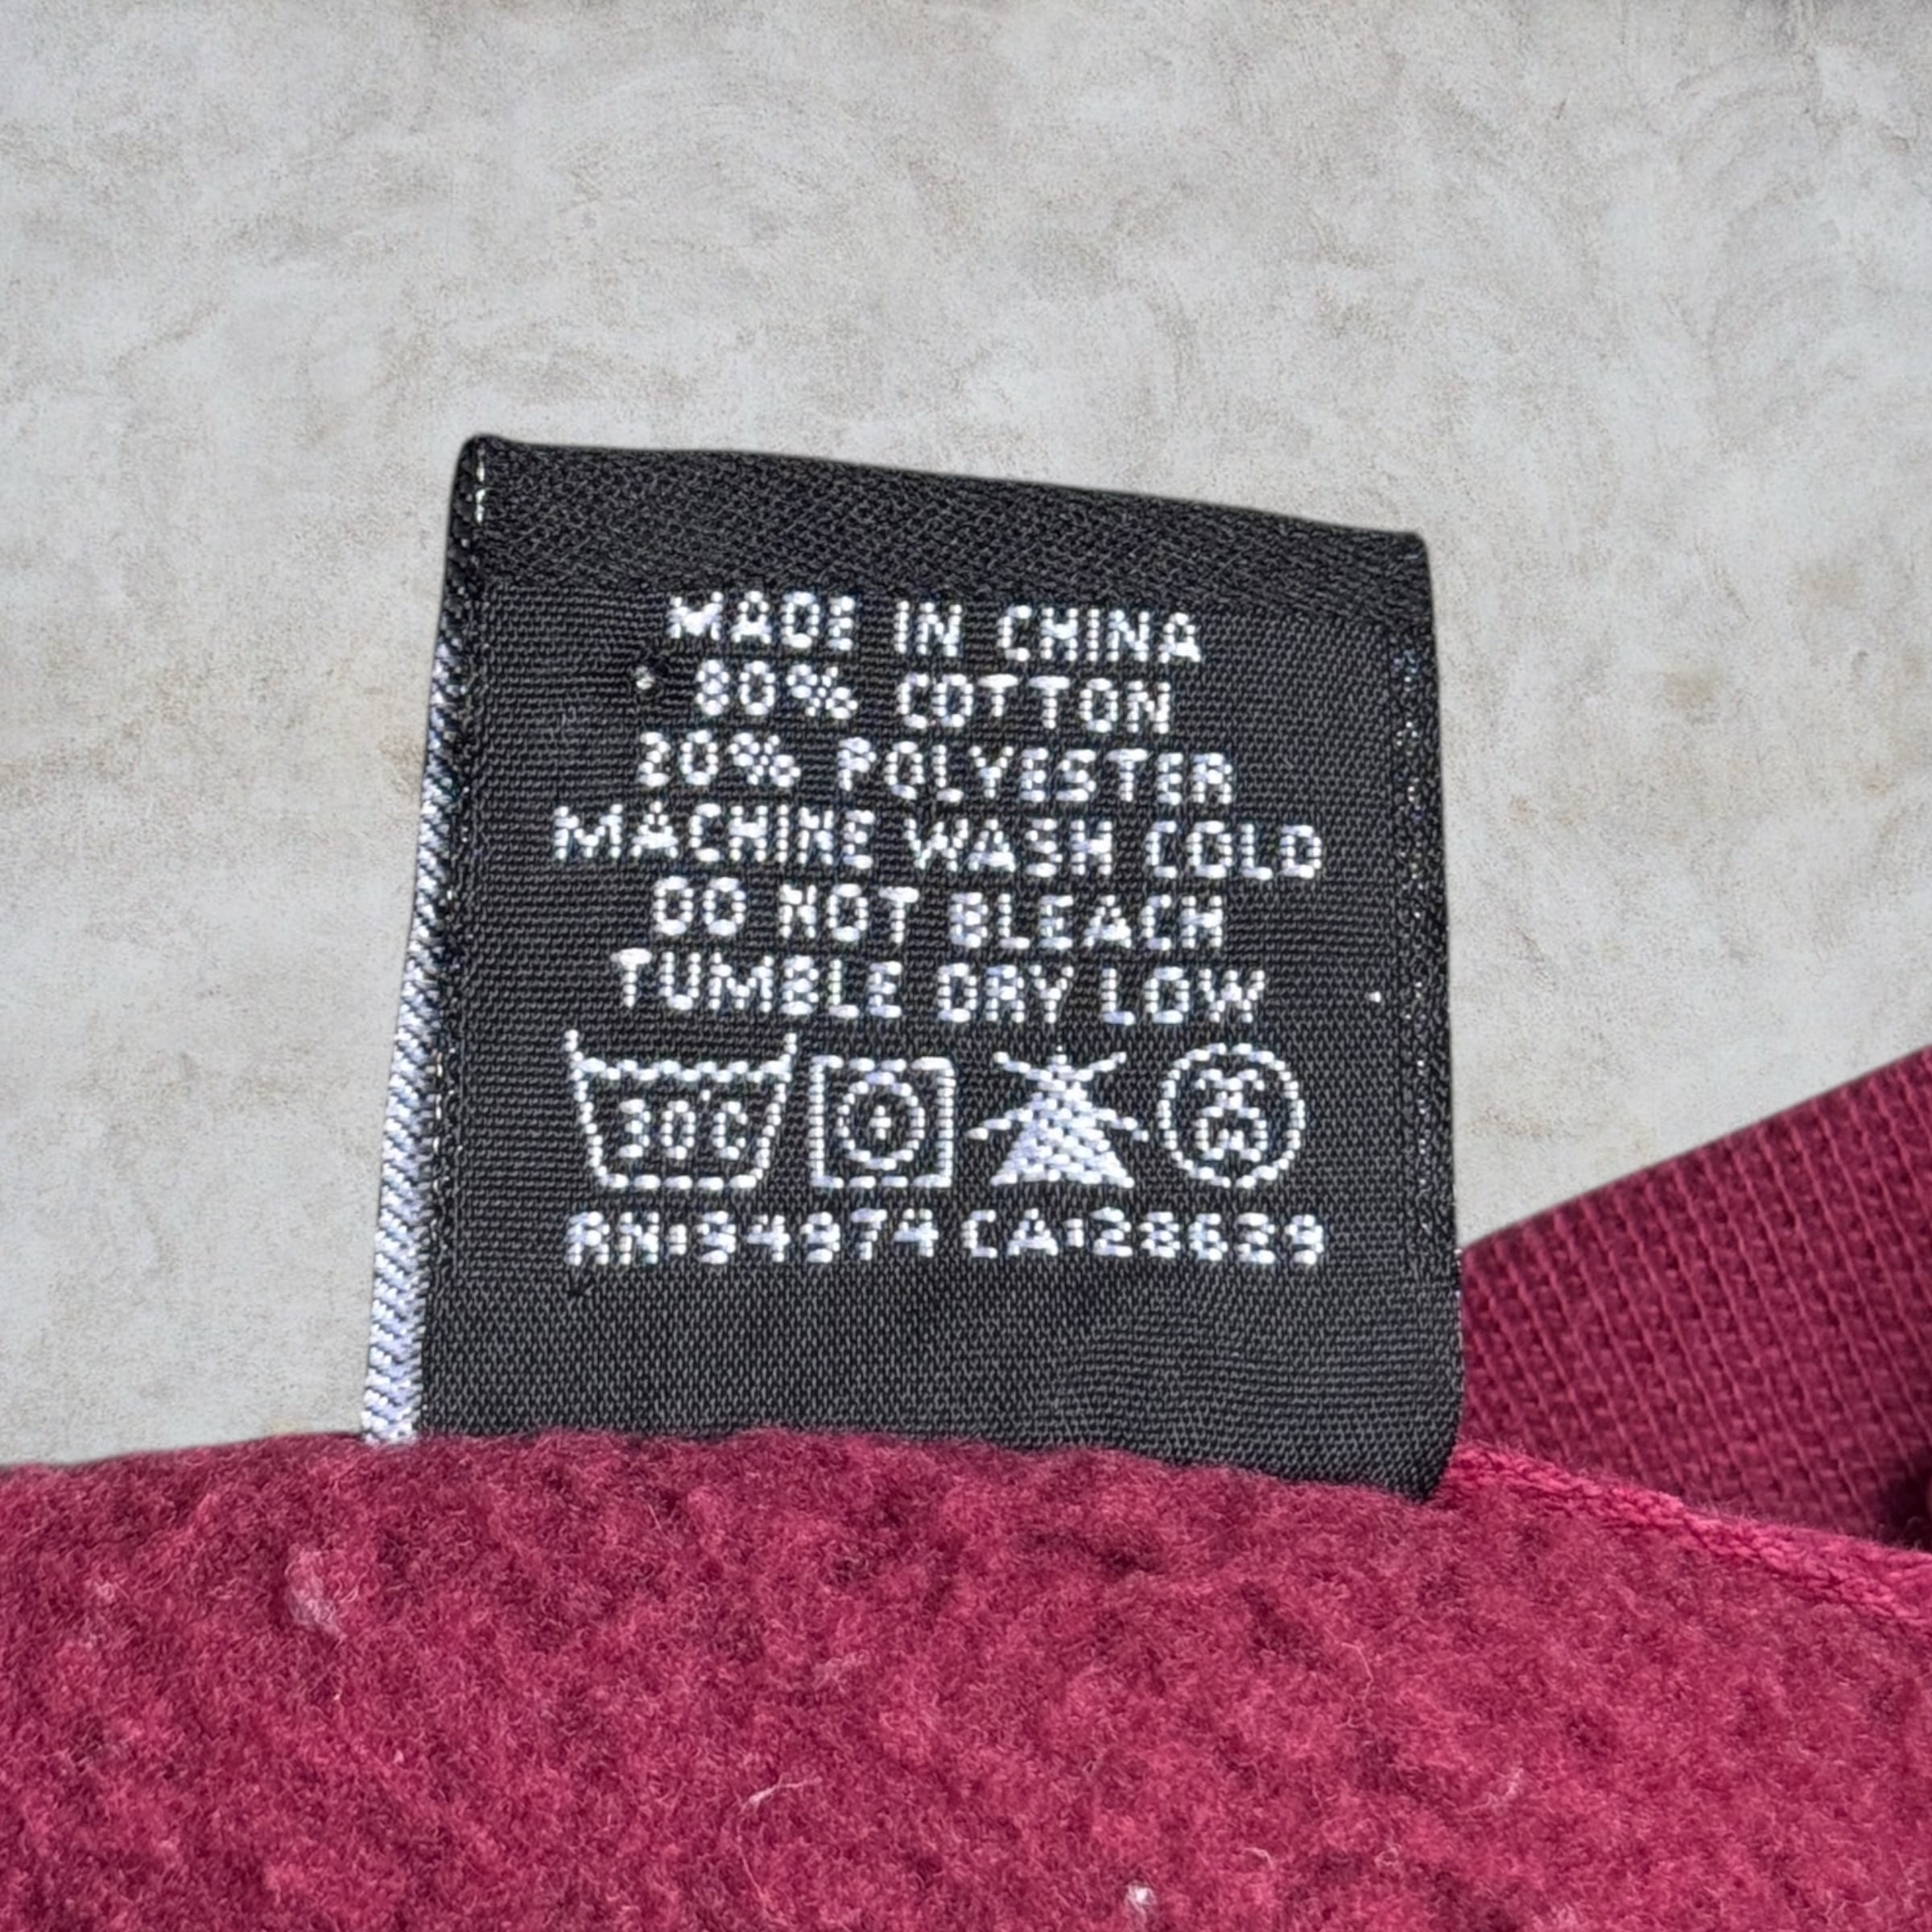 MADE IN CHINA
80% COTTON
20% POLYESTER
MACHINE WASH COLD
DO NOT BLEACH
TUMBLE DRY LOW
30°C
RN:94974 CA:28629